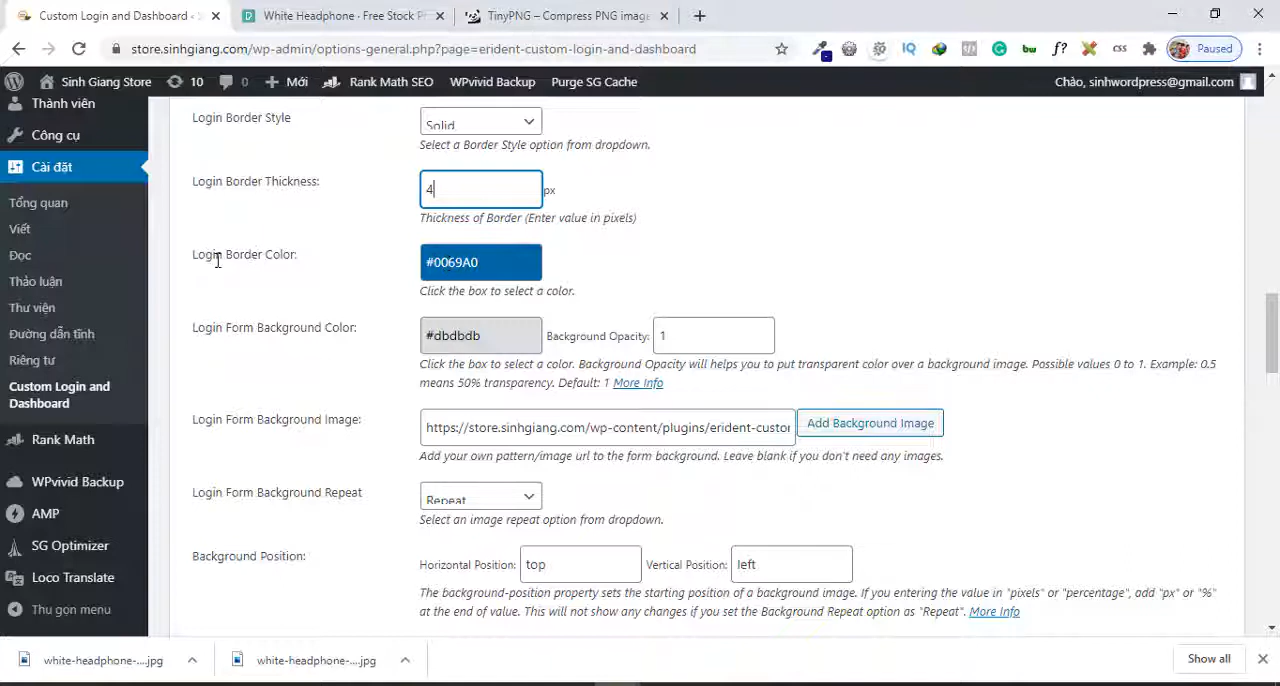 Custom Login and Dashboard ‹
White Headphone · Free Stock P
TinyPNG – Compress PNG image
store.sinhgiang.com/wp-admin/options-general.php?page=erident-custom-login-and-dashboard
IQ
bw
f?
css
Paused
Sinh Giang Store
10
0
Mới
Rank Math SEO
WPvivid Backup
Purge SG Cache
Chào, sinhwordpress@gmail.com
Thành viên
Công cụ
Cài đặt
Tổng quan
Viết
Đọc
Thảo luận
Thư viện
Đường dẫn tĩnh
Riêng tư
Custom Login and
Dashboard
Rank Math
WPvivid Backup
AMP
SG Optimizer
Loco Translate
Thu gọn menu
Login Border Style
Solid
Select a Border Style option from dropdown.
Login Border Thickness:
4
px
Thickness of Border (Enter value in pixels)
Login Border Color:
#0069A0
Click the box to select a color.
Login Form Background Color:
#dbdbdb
Background Opacity:
1
Click the box to select a color. Background Opacity will helps you to put transparent color over a background image. Possible values 0 to 1. Example: 0.5
means 50% transparency. Default: 1 More Info
Login Form Background Image:
https://store.sinhgiang.com/wp-content/plugins/erident-custor
Add Background Image
Add your own pattern/image url to the form background. Leave blank if you don't need any images.
Login Form Background Repeat
Repeat
Select an image repeat option from dropdown.
Background Position:
Horizontal Position:
top
Vertical Position:
left
The background-position property sets the starting position of a background image. If you entering the value in "pixels" or "percentage", add "px" or "%"
at the end of value. This will not show any changes if you set the Background Repeat option as "Repeat". More Info
white-headphone-....jpg
white-headphone-....jpg
Show all